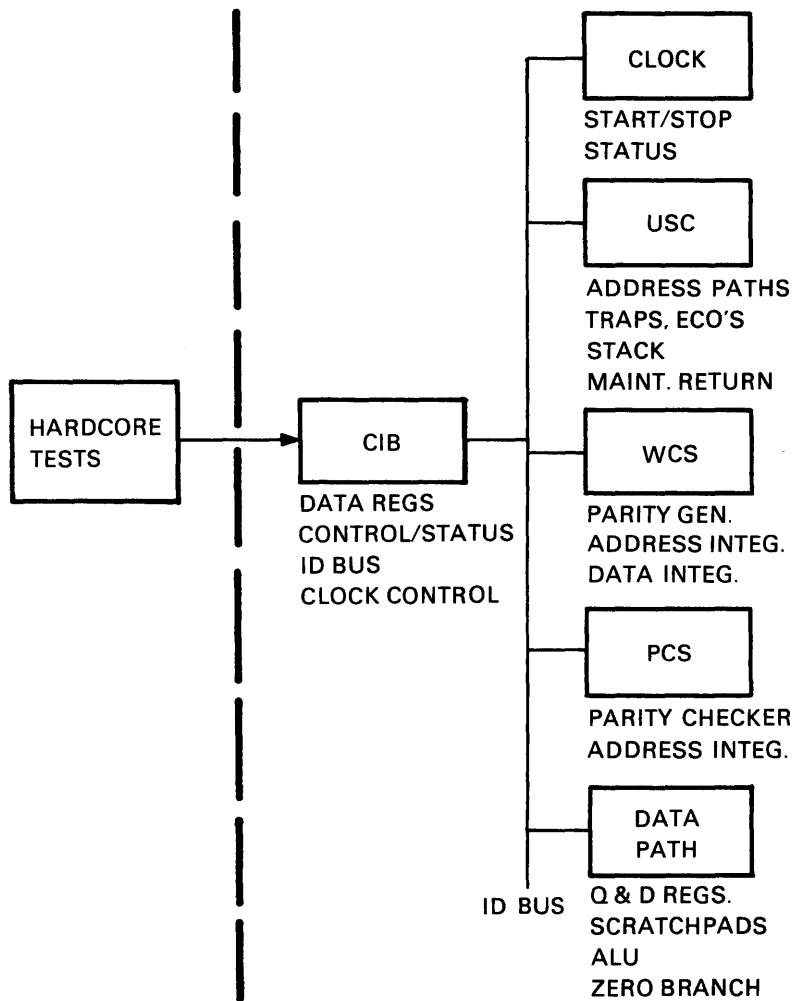 CLOCK
START/STOP
STATUS
USC
ADDRESS PATHS
TRAPS, ECO'S
STACK
MAINT. RETURN
HARDCORE
TESTS
CIB
DATA REGS
CONTROL/STATUS
ID BUS
CLOCK CONTROL
WCS
PARITY GEN.
ADDRESS INTEG.
DATA INTEG.
PCS
PARITY CHECKER
ADDRESS INTEG.
DATA
PATH
ID BUS
Q & D REGS.
SCRATCHPADS
ALU
ZERO BRANCH